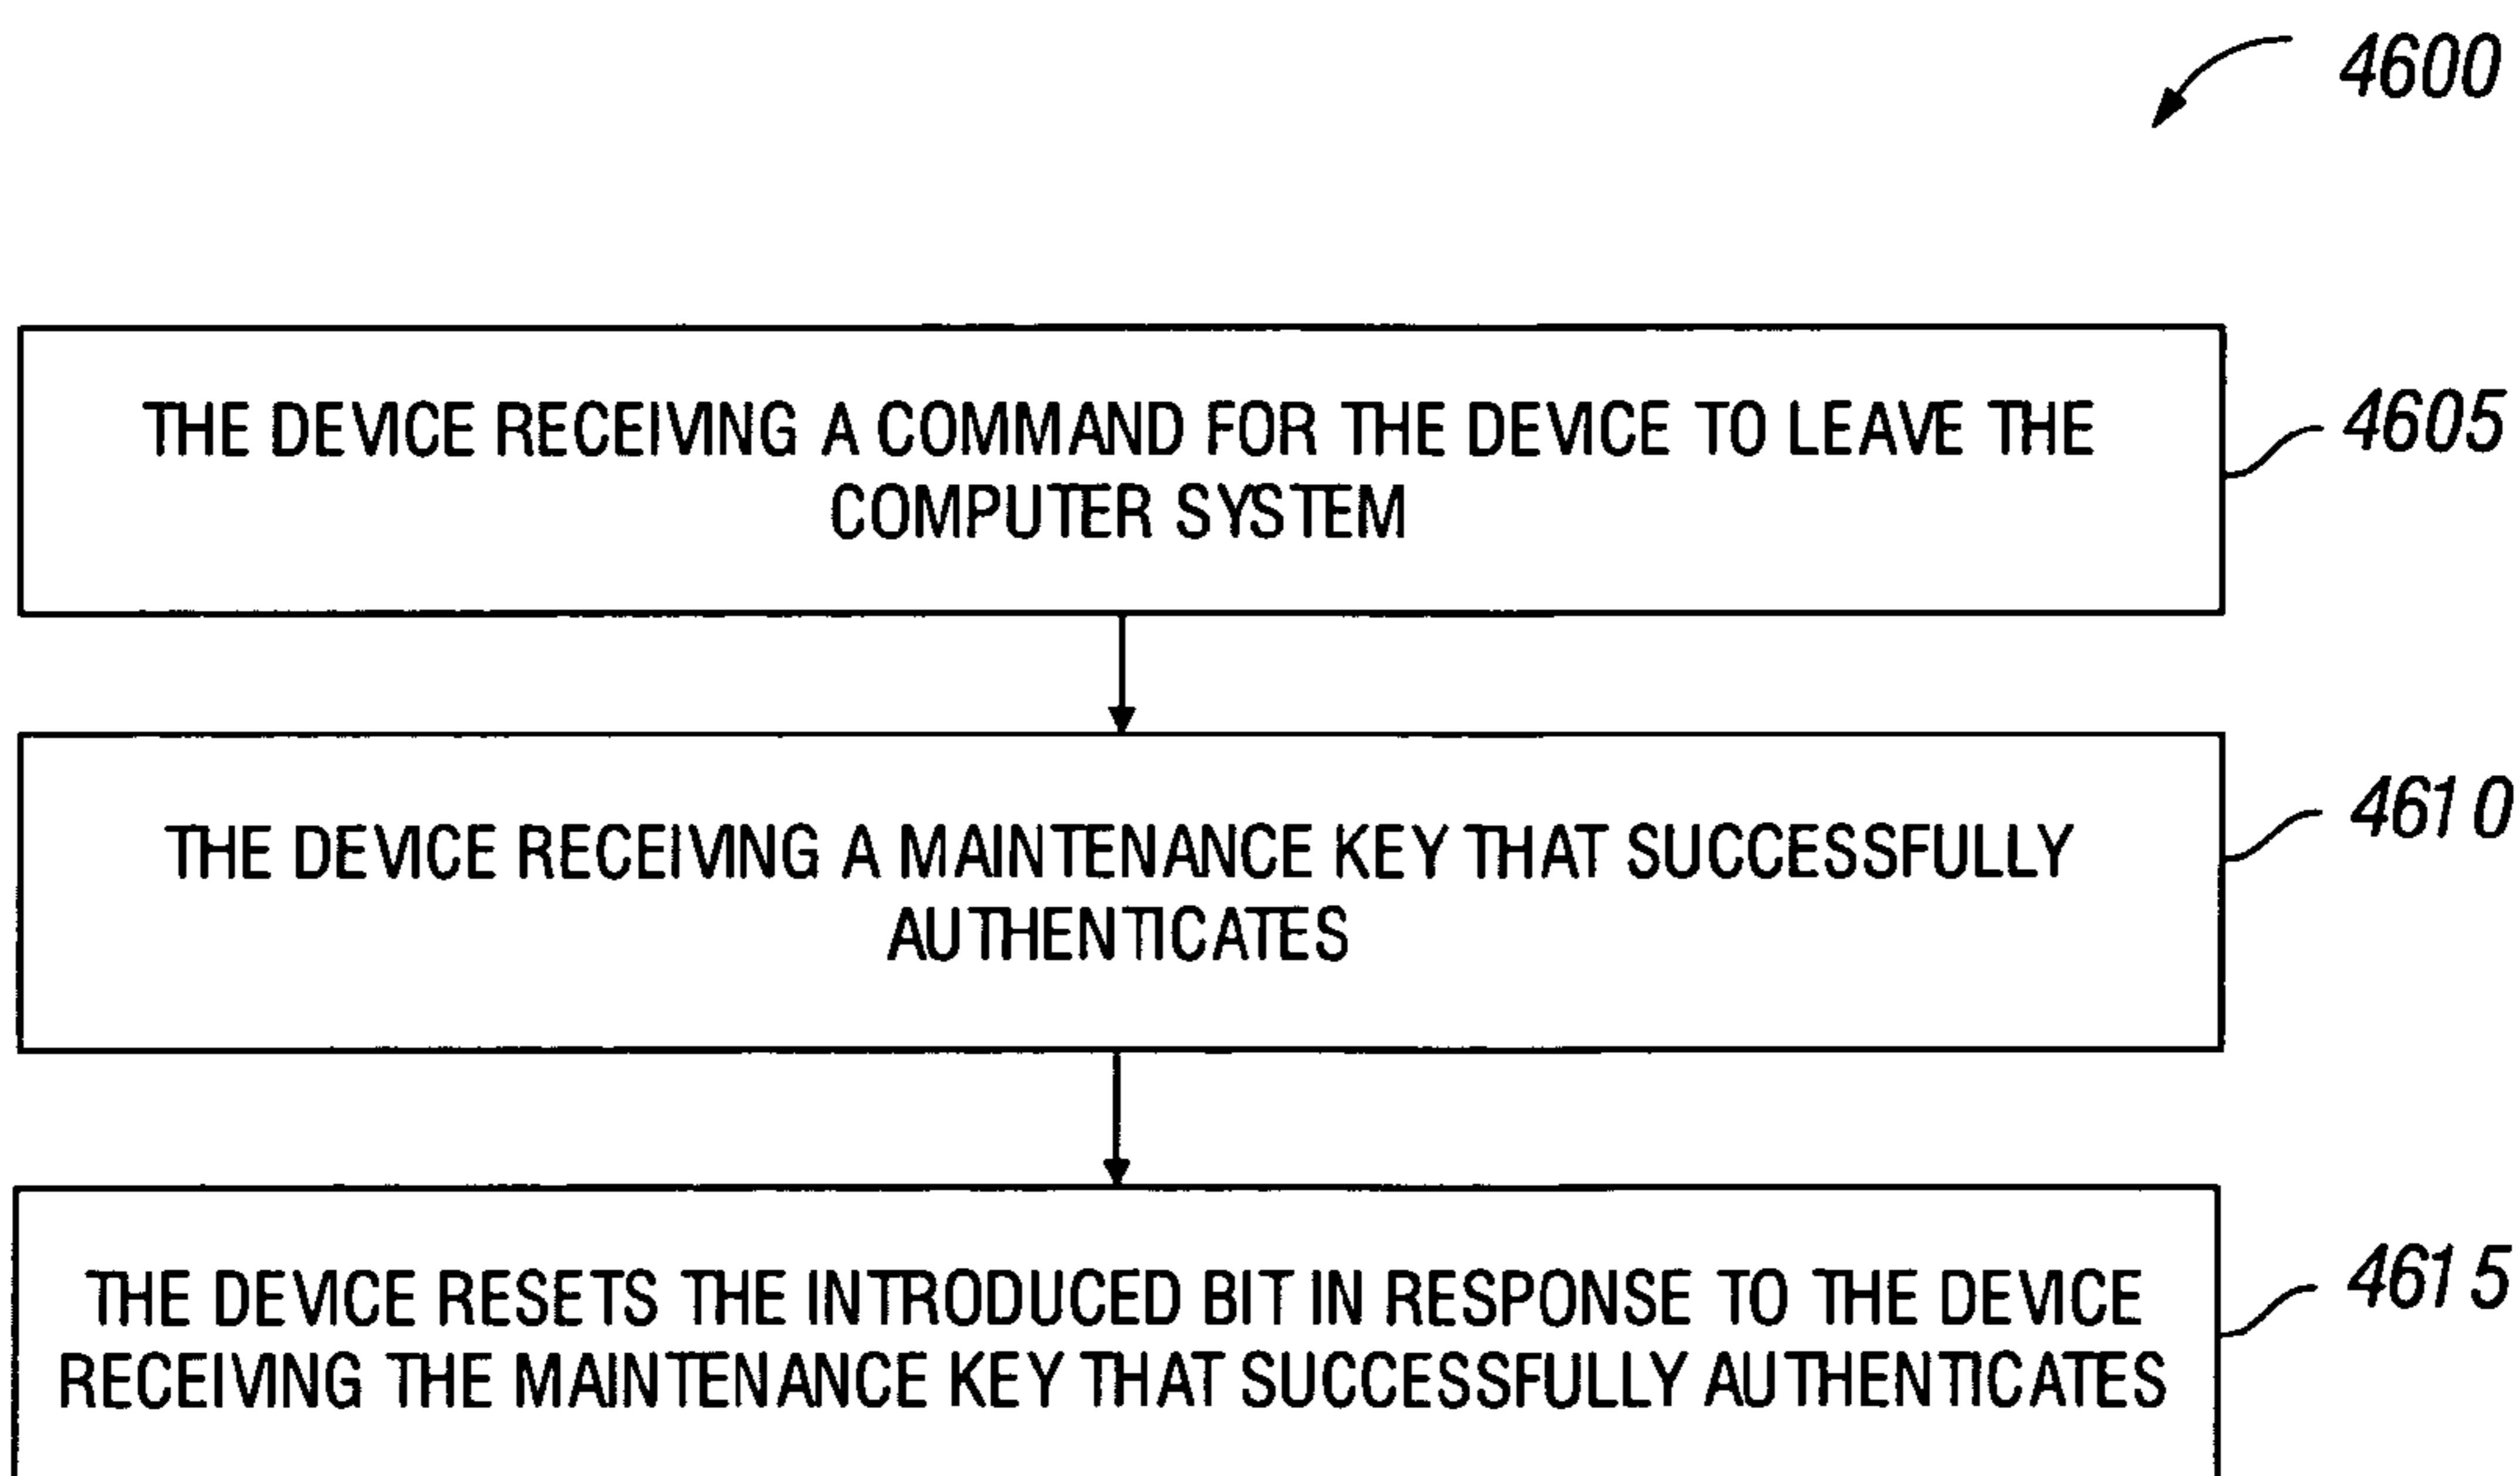 4600
THE DEVICE RECEIVING A COMMAND FOR THE DEVICE TO LEAVE THE
COMPUTER SYSTEM
4605
THE DEVICE RECEIVING A MAINTENANCE KEY THAT SUCCESSFULLY
AUTHENTICATES
4610
THE DEVICE RESETS THE INTRODUCED BIT IN RESPONSE TO THE DEVICE
RECEIVING THE MAINTENANCE KEY THAT SUCCESSFULLY AUTHENTICATES
4615